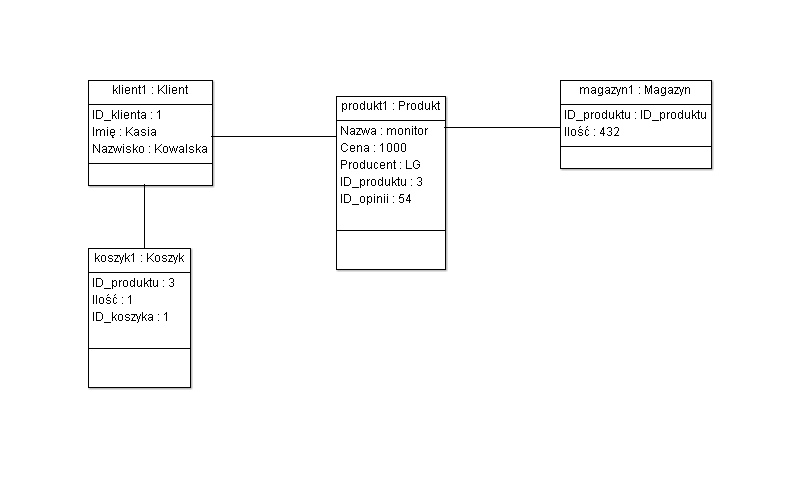 klient1 : Klient
ID_klienta : 1
Imię : Kasia
Nazwisko : Kowalska
produkt1 : Produkt
Nazwa : monitor
Cena : 1000
Producent : LG
ID_produktu : 3
ID_opinii : 54
magazyn1 : Magazyn
ID_produktu : ID_produktu
Ilość : 432
koszyk1 : Koszyk
ID_produktu : 3
Ilość : 1
ID_koszyka : 1